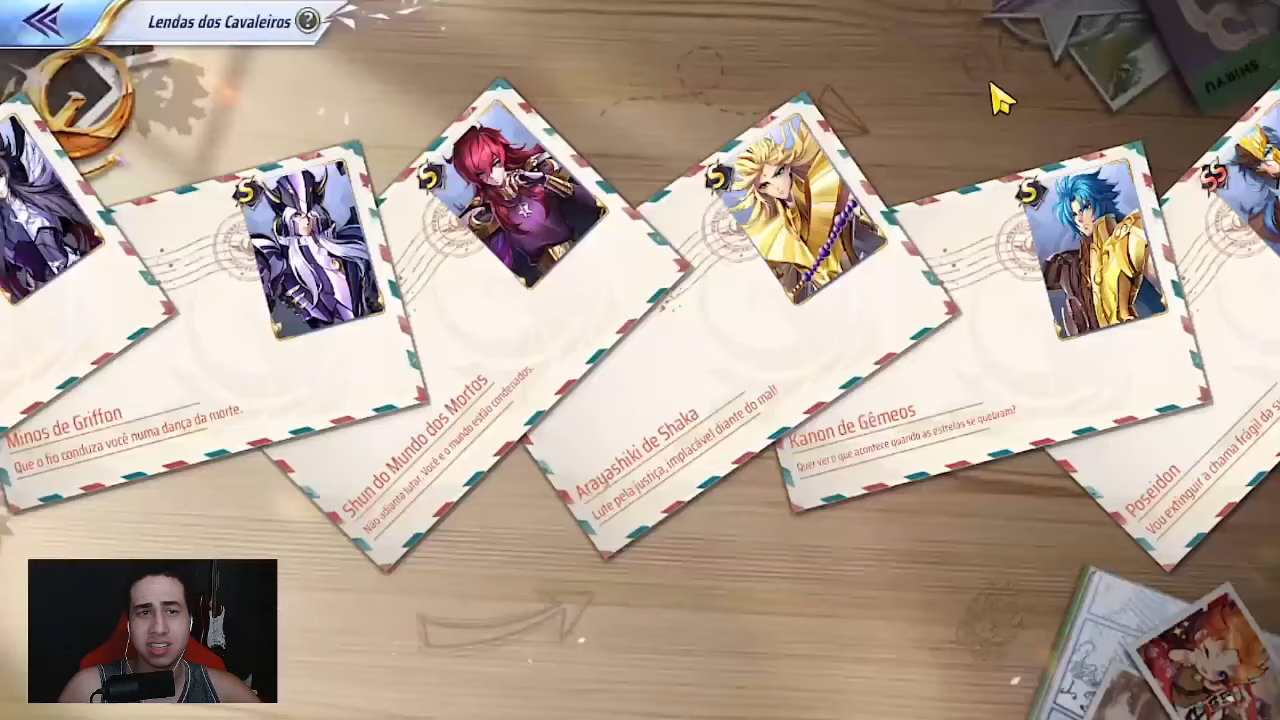 Lendas dos Cavaleiros ?
SHIRYU
S
Minos de Griffon
Que o fio conduza você numa dança da morte.
S
Shun do Mundo dos Mortos
Não adianta lutar. Você e o mundo estão condenados.
S
Arayashiki de Shaka
Lute pela justiça, implacável diante do mal!
S
Kanon de Gêmeos
Quer ver o que acontece quando as estrelas se quebram?
SS
Poseidon
Vou extinguir a chama frágil da